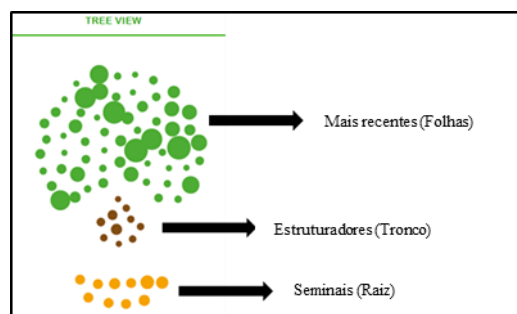 TREE VIEW
Mais recentes (Folhas)
Estruturadores (Tronco)
Seminais (Raiz)